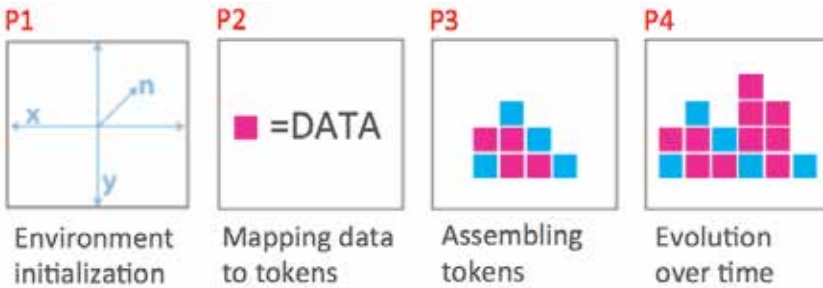 P1
P2
P3
P4
n
x
y
=DATA
Environment
initialization
Mapping data
to tokens
Assembling
tokens
Evolution
over time